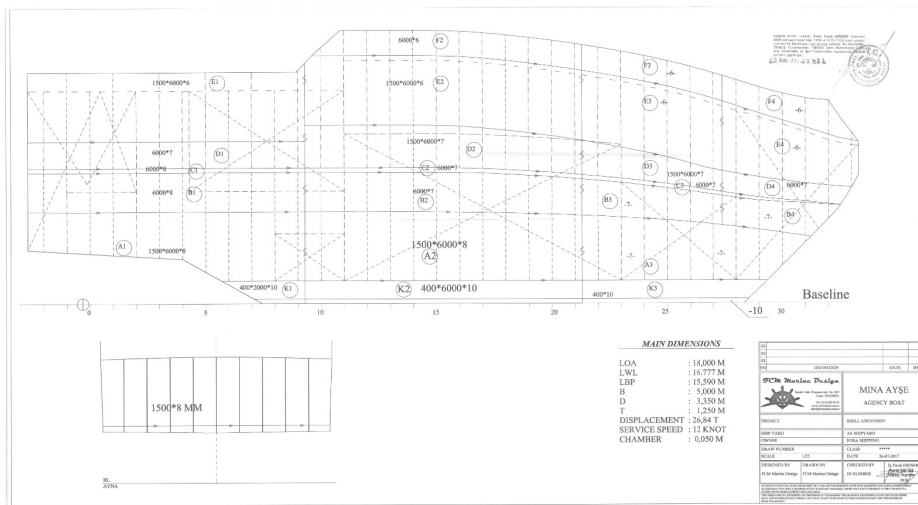 F2
6000*6
F3
-6-
E1
1500*6000*6
1500*6000*6
E2
E3
-6-
F4
-6-
1500*6000*7
E4
-6-
6000*7
D1
D2
6000*8
C1
C2
6000*7
D3
1500*6000*7
C3
6000*7
D4
6000*7
6000*8
B1
6000*7
B2
B3
-7-
-7-
B4
A1
1500*6000*8
1500*6000*8
A2
A3
-7-
-7-
400*2000*10
K1
K2
400*6000*10
400*10
K3
Baseline
0
5
10
15
20
25
-10
30
1500*8 MM
BL
AYNA
MAIN DIMENSIONS
LOA : 18,000 M
LWL : 16.777 M
LBP : 15,590 M
B : 5,000 M
D : 3,350 M
T : 1,250 M
DISPLACEMENT : 26,84 T
SERVICE SPEED : 12 KNOT
CHAMBER : 0,050 M
03
02
01
NO DEFINITION DATE BY
FCM Marine Design
MINA AYŞE
AGENCY BOAT
PROJECT SHELL EXPANSION
SHIP YARD
OWNER
DRAW NUMBER CLASS *****
SCALE 1/25 DATE 26-07-2017
DESIGNED BY DRAWN BY CHECKED BY
FCM Marine Design FCM Marine Design ID NUMBER